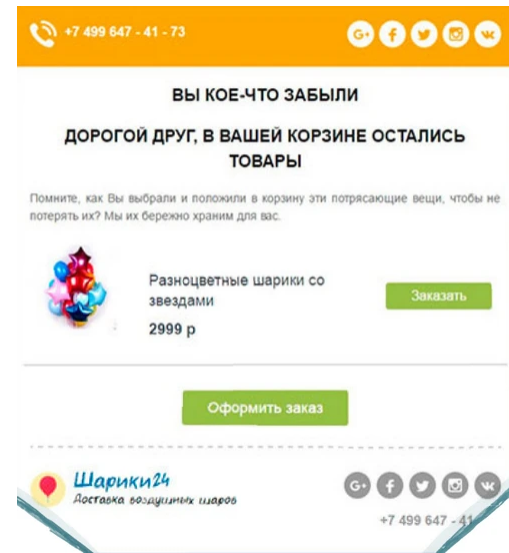 +7 499 647 - 41 - 73
ВЫ КОЕ-ЧТО ЗАБЫЛИ
ДОРОГОЙ ДРУГ, В ВАШЕЙ КОРЗИНЕ ОСТАЛИСЬ
ТОВАРЫ
Помните, как Вы выбрали и положили в корзину эти потрясающие вещи, чтобы не
потерять их? Мы их бережно храним для вас.
Разноцветные шарики со
звездами
Заказать
2999 р
Оформить заказ
Шарики24
Доставка воздушных шаров
+7 499 647 - 41